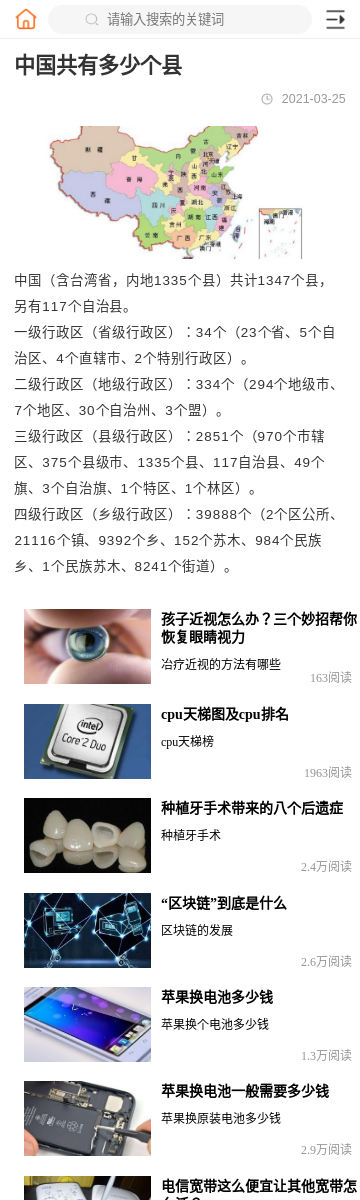 请输入搜索的关键词
中国共有多少个县
2021-03-25
中国（含台湾省，内地1335个县）共计1347个县，
另有117个自治县。
一级行政区（省级行政区）：34个（23个省、5个自
治区、4个直辖市、2个特别行政区）。
二级行政区（地级行政区）：334个（294个地级市、
7个地区、30个自治州、3个盟）。
三级行政区（县级行政区）：2851个（970个市辖
区、375个县级市、1335个县、117自治县、49个
旗、3个自治旗、1个特区、1个林区）。
四级行政区（乡级行政区）：39888个（2个区公所、
21116个镇、9392个乡、152个苏木、984个民族
乡、1个民族苏木、8241个街道）。
孩子近视怎么办？三个妙招帮你
恢复眼睛视力
冶疗近视的方法有哪些
163阅读
intel
Core 2 Duo
cpu天梯图及cpu排名
cpu天梯榜
1963阅读
种植牙手术带来的八个后遗症
种植牙手术
2.4万阅读
“区块链”到底是什么
区块链的发展
2.6万阅读
苹果换电池多少钱
苹果换个电池多少钱
1.3万阅读
苹果换电池一般需要多少钱
苹果换原装电池多少钱
2.9万阅读
电信宽带这么便宜让其他宽带怎